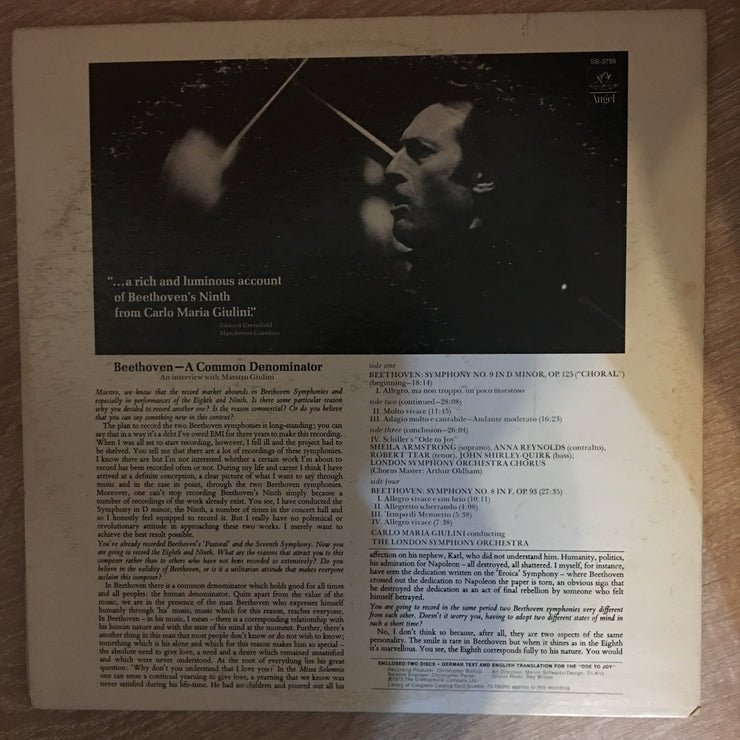 SB-3795
Angel
"...a rich and luminous account
of Beethoven's Ninth
from Carlo Maria Giulini."
-Edward Greenfield
Manchester Guardian
Beethoven—A Common Denominator
An interview with Maestro Giulini
Maestro, we know that the record market abounds in Beethoven Symphonies and
especially in performances of the Eighth and Ninth. Is there some particular reason
why you decided to record another one? Is the reason commercial? Or do you believe
that you can say something new in this context?
The plan to record the two Beethoven symphonies is long-standing; you can
say that in a way it's a debt I've owed EMI for three years to make this recording.
When I was all set to start recording, however, I fell ill and the project had to
be shelved. You tell me that there are a lot of recordings of these symphonies.
I know there are but I'm not interested whether a certain work I'm about to
record has been recorded often or not. During my life and career I think I have
arrived at a definite conception, a clear picture of what I want to say through
music and in the case in point, through the two Beethoven symphonies.
Moreover, one can't stop recording Beethoven's Ninth simply because a
number of recordings of the work already exist. You see, I have conducted the
Symphony in D minor, the Ninth, a number of times in the concert hall and
so I honestly feel equipped to record it. But I really have no polemical or
revolutionary attitude in approaching these two works. I merely want to
achieve the best result possible.
You've already recorded Beethoven's "Pastoral" and the Seventh Symphony. Now you
are going to record the Eighth and Ninth. What are the reasons that attract you to this
composer rather than to others who have not been recorded so extensively? Do you
believe in the validity of Beethoven, or is it a utilitarian attitude that makes everyone
acclaim this composer?
In Beethoven there is a common denominator which holds good for all times
and all peoples: the human denominator. Quite apart from the value of the
music, we are in the presence of the man Beethoven who expresses himself
humanly through his music, music which for this reason, reaches everyone.
In Beethoven – in his music, I mean – there is a corresponding relationship with
his human nature and with the state of his mind at the moment. Further, there's
another thing in this man that most people don't know or do not wish to know;
something which is his alone and which for this reason makes him so special –
the absolute need to give love, a need and a desire which remained unsatisfied
and which were never understood. At the root of everything lies his great
question: 'Why don't you understand that I love you?' In the Missa Solemnis
one can sense a continual yearning to give love, a yearning that we know was
never satisfied during his life-time. He had no children and poured out all his
side one
BEETHOVEN: SYMPHONY NO. 9 IN D MINOR, OP. 125 ("CHORAL")
(beginning—18:14)
I. Allegro, ma non troppo, un poco maestoso
side two (continued—28:08)
II. Molto vivace (11:45)
III. Adagio molto e cantabile—Andante moderato (16:23)
side three (conclusion—26:04)
IV. Schiller's "Ode to Joy"
SHEILA ARMSTRONG (soprano), ANNA REYNOLDS (contralto),
ROBERT TEAR (tenor), JOHN SHIRLEY-QUIRK (bass);
LONDON SYMPHONY ORCHESTRA CHORUS
(Chorus Master: Arthur Oldham)
side four
BEETHOVEN: SYMPHONY NO. 8 IN F, OP. 93 (27:35)
I. Allegro vivace con brio (10:11)
II. Allegretto scherzando (4:08)
III. Tempo di Menuetto (5:38)
IV. Allegro vivace (7:38)
CARLO MARIA GIULINI conducting
THE LONDON SYMPHONY ORCHESTRA
affection on his nephew, Karl, who did not understand him. Humanity, politics,
his admiration for Napoleon – all destroyed, all shattered. I myself, for instance,
have seen the dedication written on the 'Eroica' Symphony – where Beethoven
crossed out the dedication to Napoleon the paper is torn, an obvious sign that
he destroyed the dedication as an act of final rebellion by someone who felt
himself betrayed.
You are going to record in the same period two Beethoven symphonies very different
from each other. Doesn't it worry you, having to adopt two different states of mind in
such a short time?
No, I don't think so because, after all, they are two aspects of the same
personality. The smile is rare in Beethoven but when it shines as in the Eighth
it's marvellous. You see, the Eighth corresponds fully to his nature. You would
ENCLOSED: TWO DISCS • GERMAN TEXT AND ENGLISH TRANSLATION FOR THE "ODE TO JOY"
Recording Producer: Christopher Bishop Art Direction: Marvin Schwartz/Design: Tri-Arts
Balance Engineer: Christopher Parker Giulini Photo: Reg Wilson
℗1973 The Gramophone Company Ltd.
Library of Congress Catalog Card Number applies to this recording.